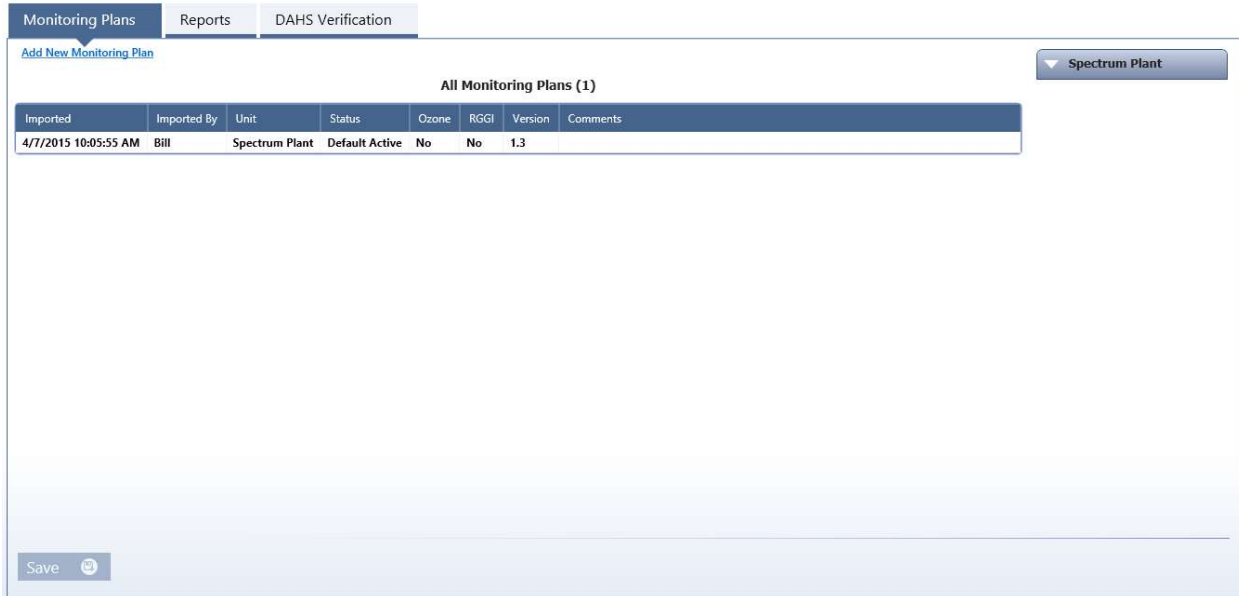 Monitoring Plans Reports DAHS Verification
Add New Monitoring Plan
Spectrum Plant
All Monitoring Plans (1)
Imported Imported By Unit Status Ozone RGGI Version Comments
4/7/2015 10:05:55 AM Bill Spectrum Plant Default Active No No 1.3
Save